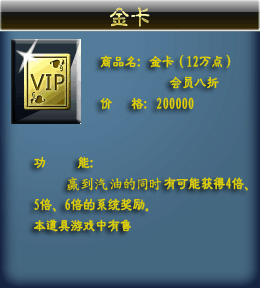 金卡
VIP
商品名: 金卡（12万点）
会员八折
价 格: 200000
功 能:
赢到汽油的同时有可能获得4倍、
5倍、6倍的系统奖励。
本道具游戏中有鲁